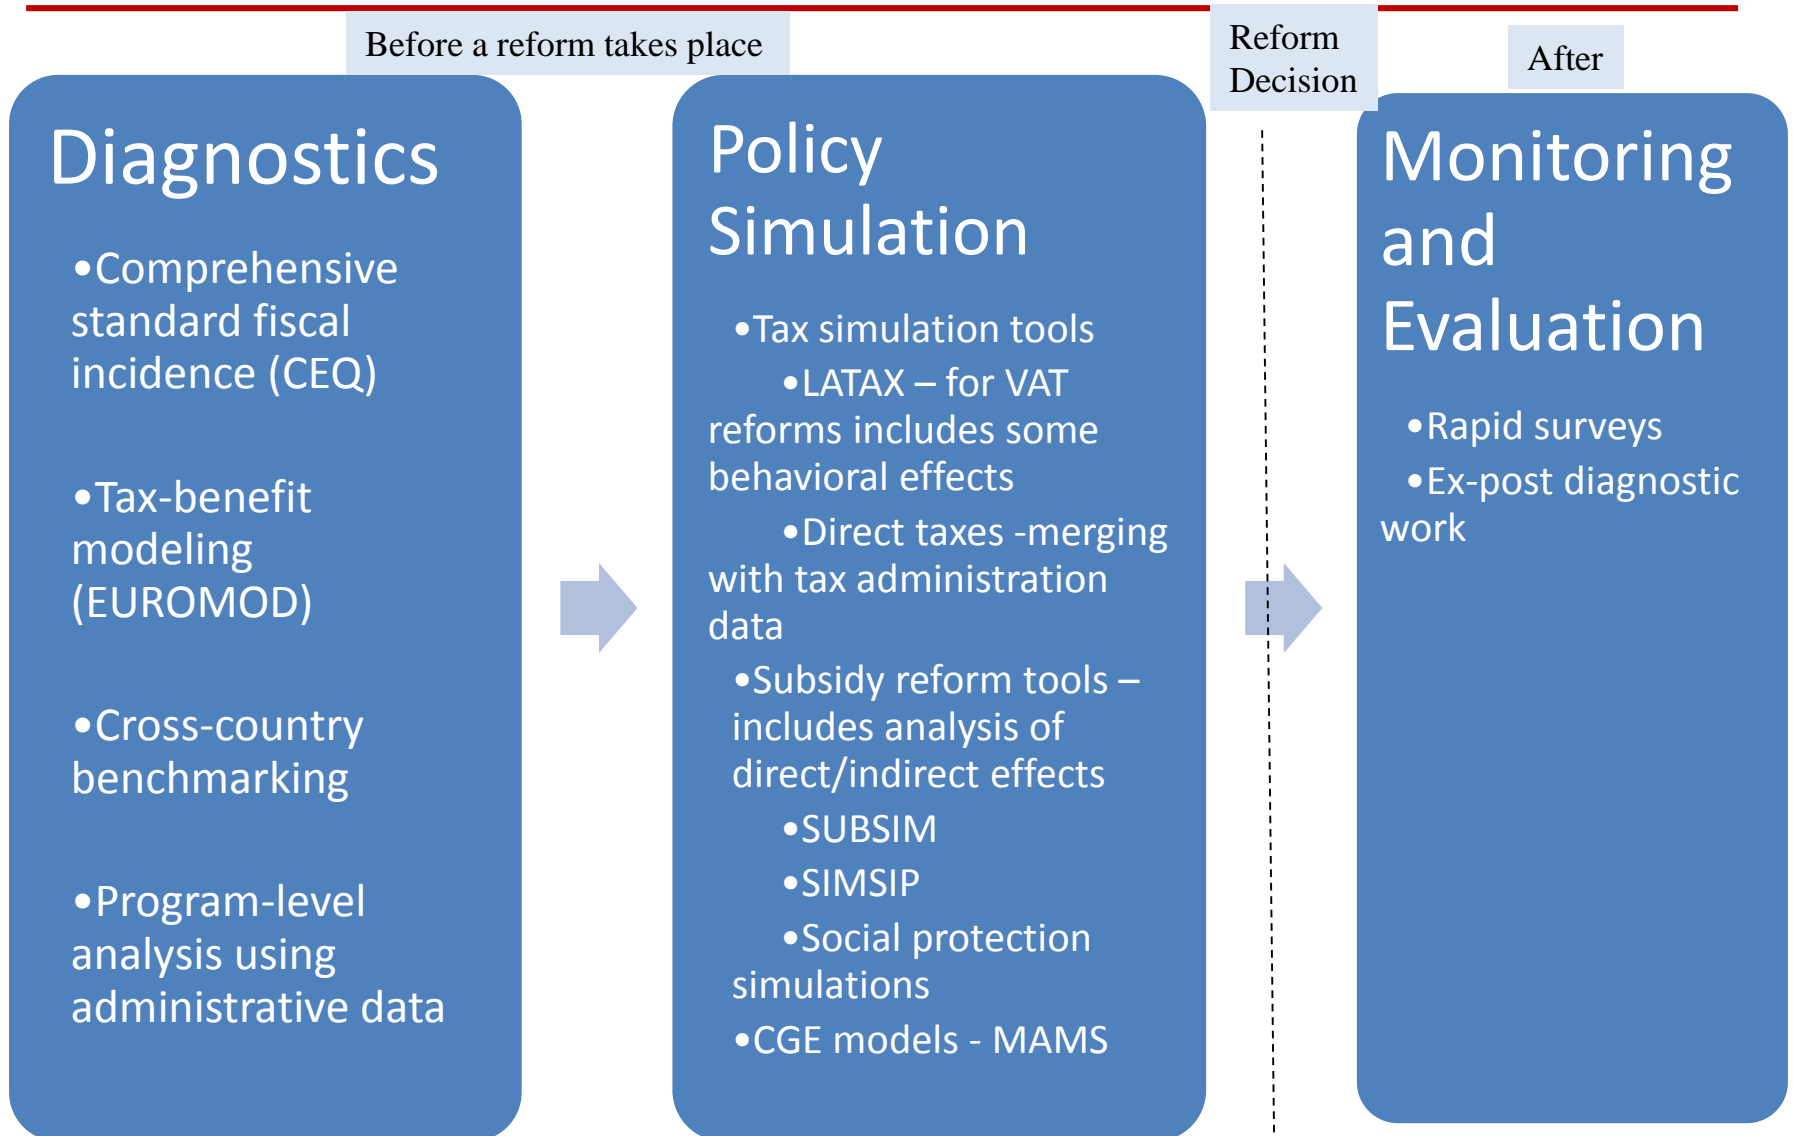 Before a reform takes place
Reform
Decision
After
Diagnostics
•Comprehensive
standard fiscal
incidence (CEQ)
•Tax-benefit
modeling
(EUROMOD)
•Cross-country
benchmarking
•Program-level
analysis using
administrative data
Policy
Simulation
•Tax simulation tools
•LATAX – for VAT
reforms includes some
behavioral effects
•Direct taxes -merging
with tax administration
data
•Subsidy reform tools –
includes analysis of
direct/indirect effects
•SUBSIM
•SIMSIP
•Social protection
simulations
•CGE models - MAMS
Monitoring
and
Evaluation
•Rapid surveys
•Ex-post diagnostic
work